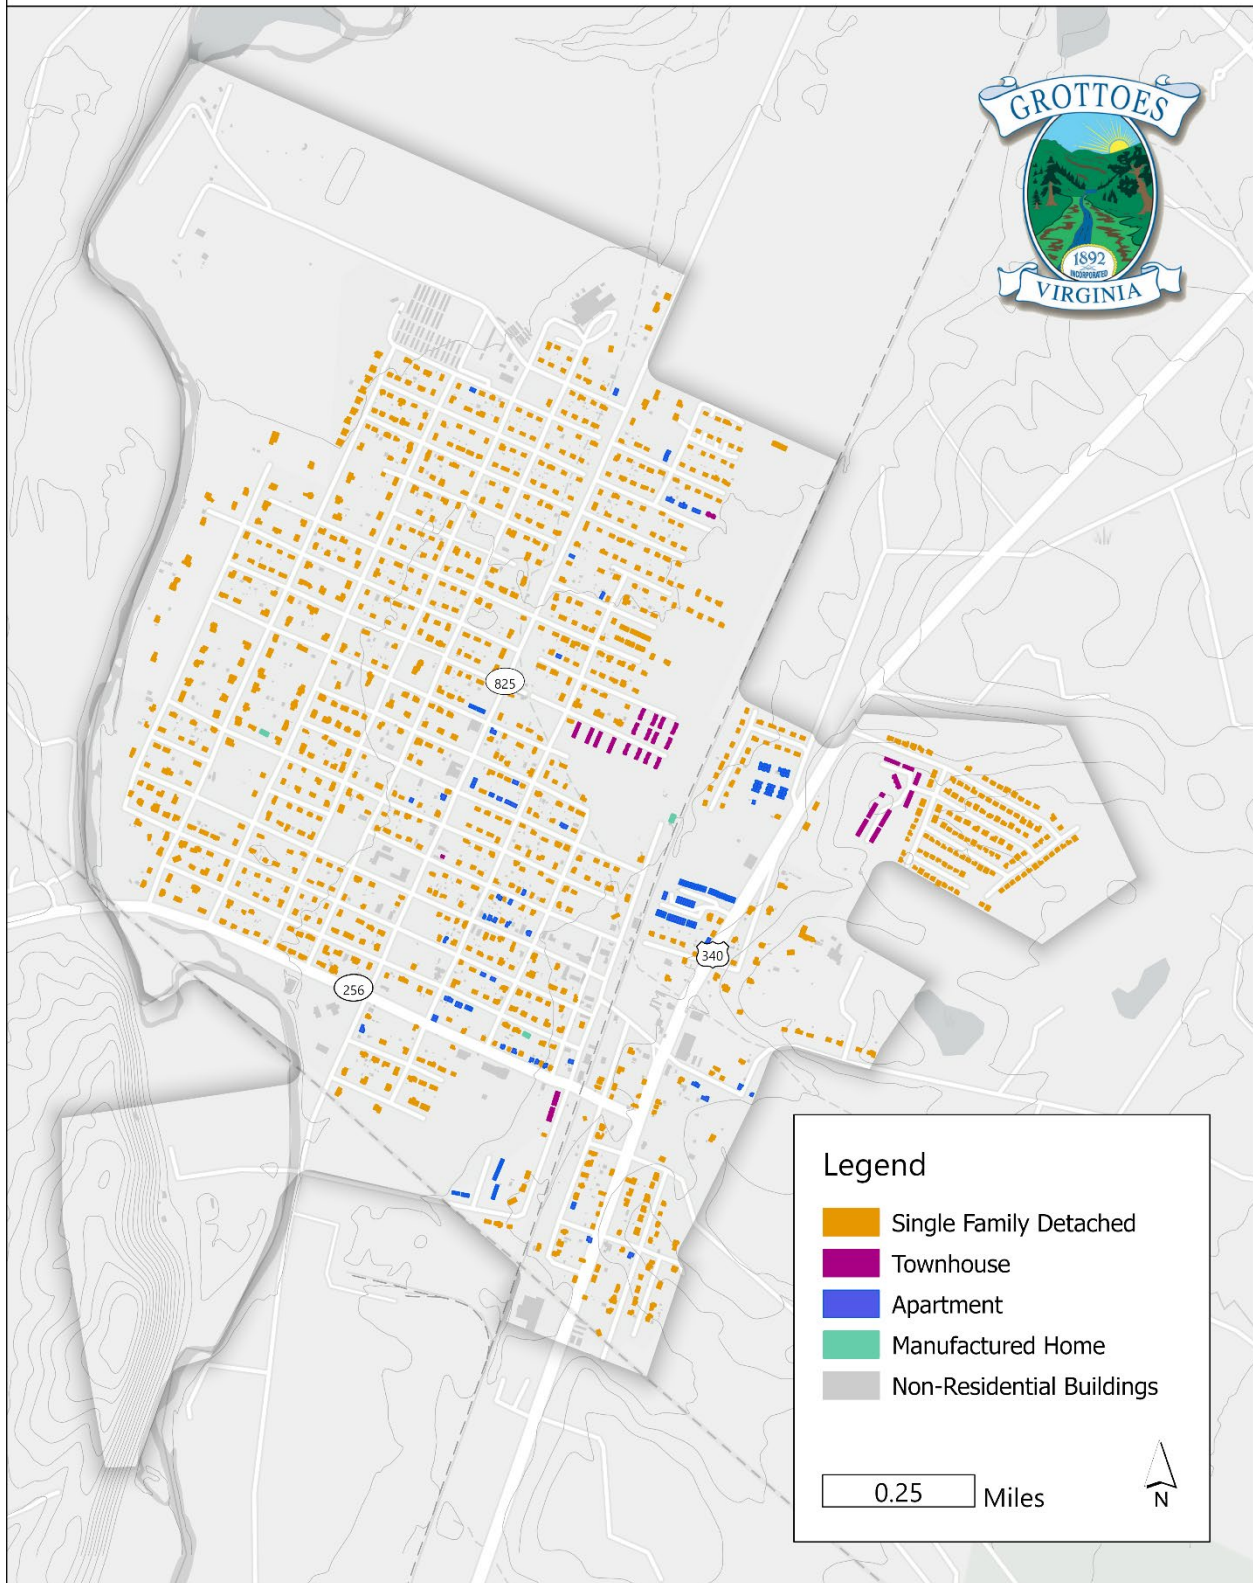 GROTTOES
1892
INCORPORATED
VIRGINIA
825
340
256
Legend
Single Family Detached
Townhouse
Apartment
Manufactured Home
Non-Residential Buildings
0.25 Miles
N